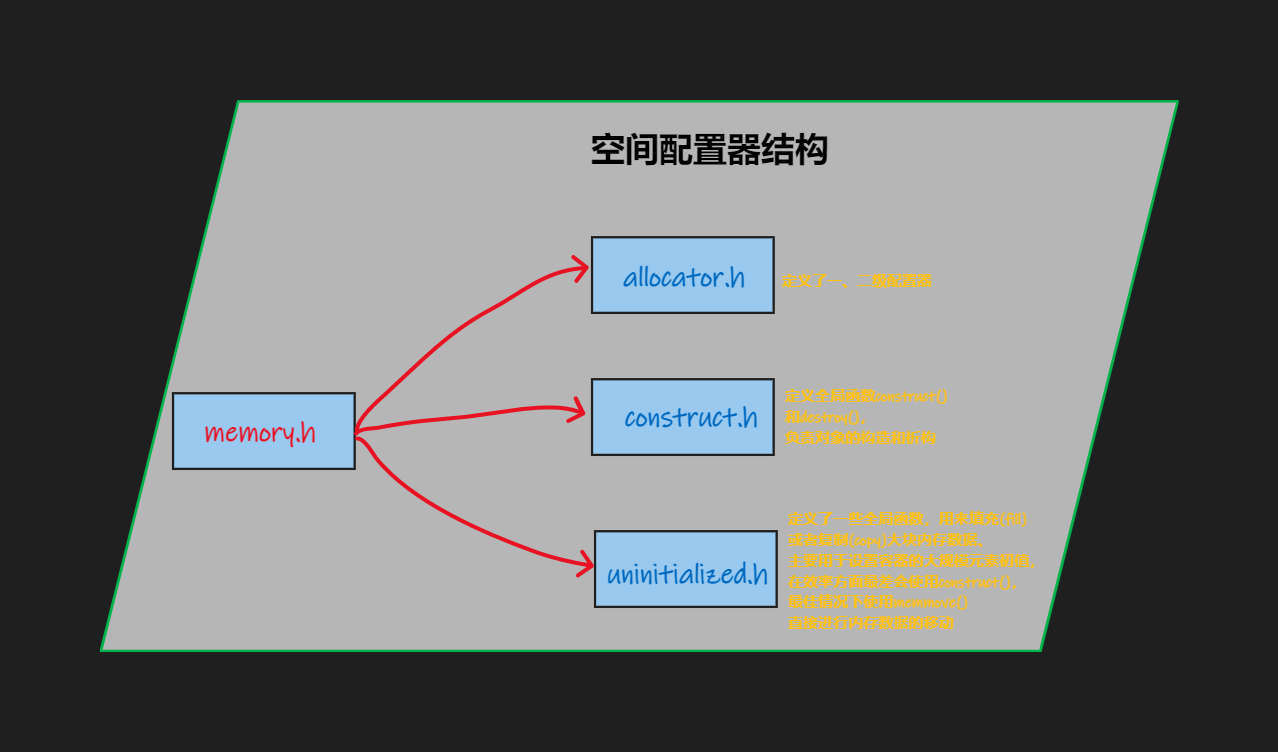 空间配置器结构
allocator.h
定义了一、二级配置器
construct.h
定义全局函数construct()
和destroy()，
负责对象的构造和析构
memory.h
uninitialized.h
定义了一些全局函数，用来填充(fill)
或者复制(copy)大块内存数据，
主要用于设置容器的大规模元素初值，
在效率方面最差会使用construct()，
最佳情况下使用memmove()
直接进行内存数据的移动